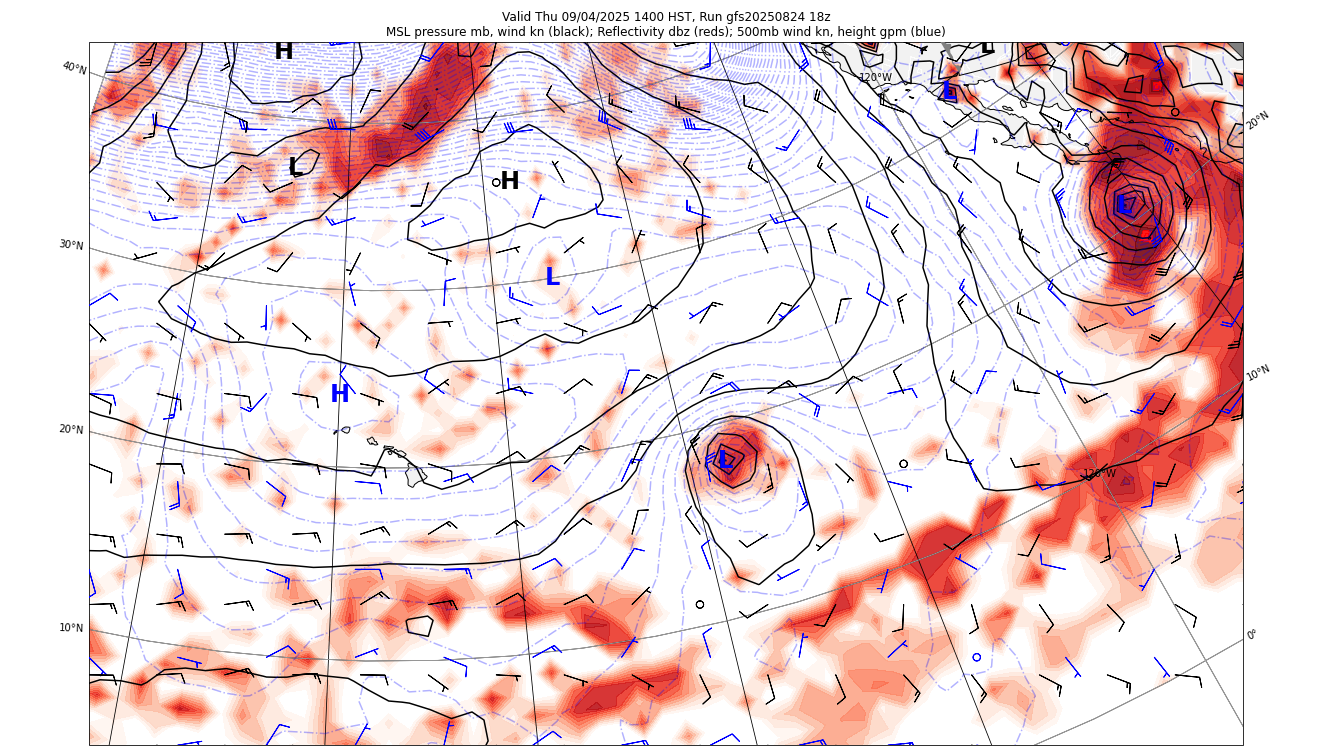 Valid Thu 09/04/2025 1400 HST, Run gfs20250824 18z
MSL pressure mb, wind kn (black); Reflectivity dbz (reds); 500mb wind kn, height gpm (blue)
H
L
40°N
120°W
L
20°N
L
H
L
30°N
L
10°N
H
20°N
L
120°W
10°N
0°